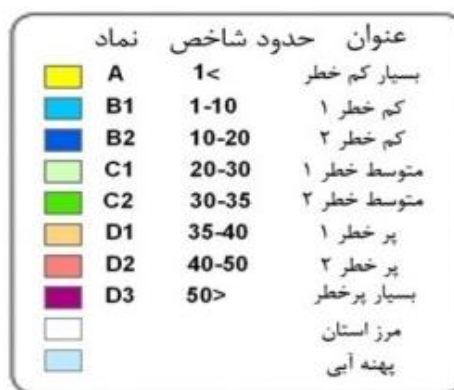 عنوان حدود شاخص نماد
بسیار کم خطر 1< A
کم خطر ۱ 1-10 B1
کم خطر ۲ 10-20 B2
متوسط خطر ۱ 20-30 C1
متوسط خطر ۲ 30-35 C2
پر خطر ۱ 35-40 D1
پر خطر ۲ 40-50 D2
بسیار پرخطر 50> D3
مرز استان
پهنه آبی